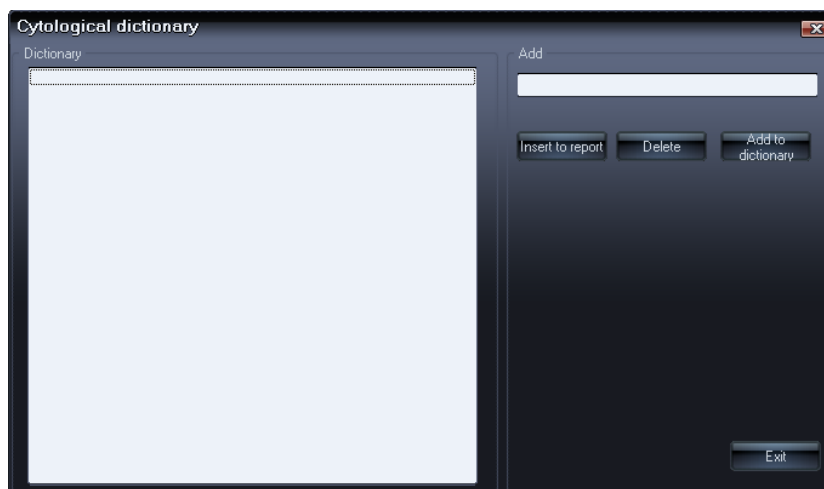 Cytological dictionary
Dictionary
Add
Insert to report
Delete
Add to
dictionary
Exit